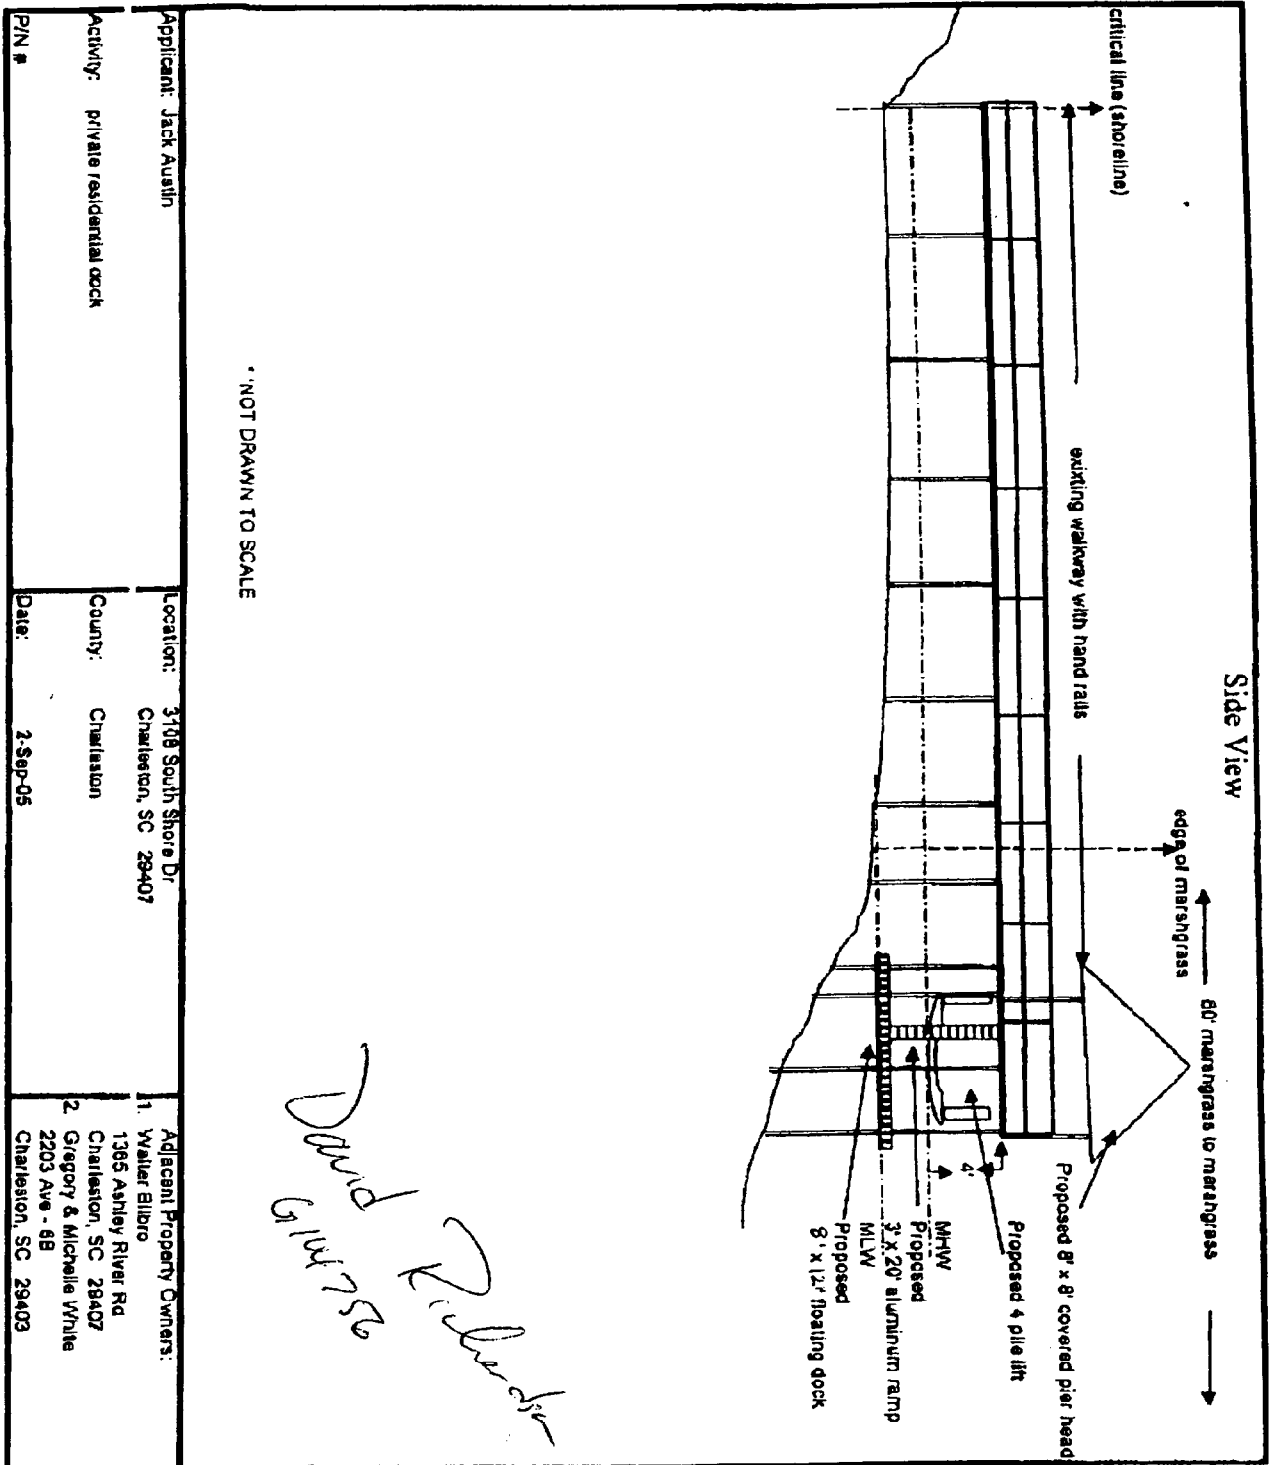 Side View
80' marshgrass to marshgrass
edge of marshgrass
critical line (shoreline)
exixting walkway with hand rails
Proposed 8' x 8' covered pier head
Proposed 4 pile lift
4'
MHW
Proposed
3' x 20' aluminum ramp
MLW
Proposed
8' x 12' floating dock
*NOT DRAWN TO SCALE
David Richardson
Applicant: Jack Austin
Activity: private residential dock
P/N #
Location: 3108 South Shore Dr
Charleston, SC 29407
County: Charleston
Date: 2-Sep-05
Adjacent Property Owners:
1. Walter Bilbro
1365 Ashley River Rd
Charleston, SC 29407
2. Gregory & Michelle White
2203 Ave - 6B
Charleston, SC 29403